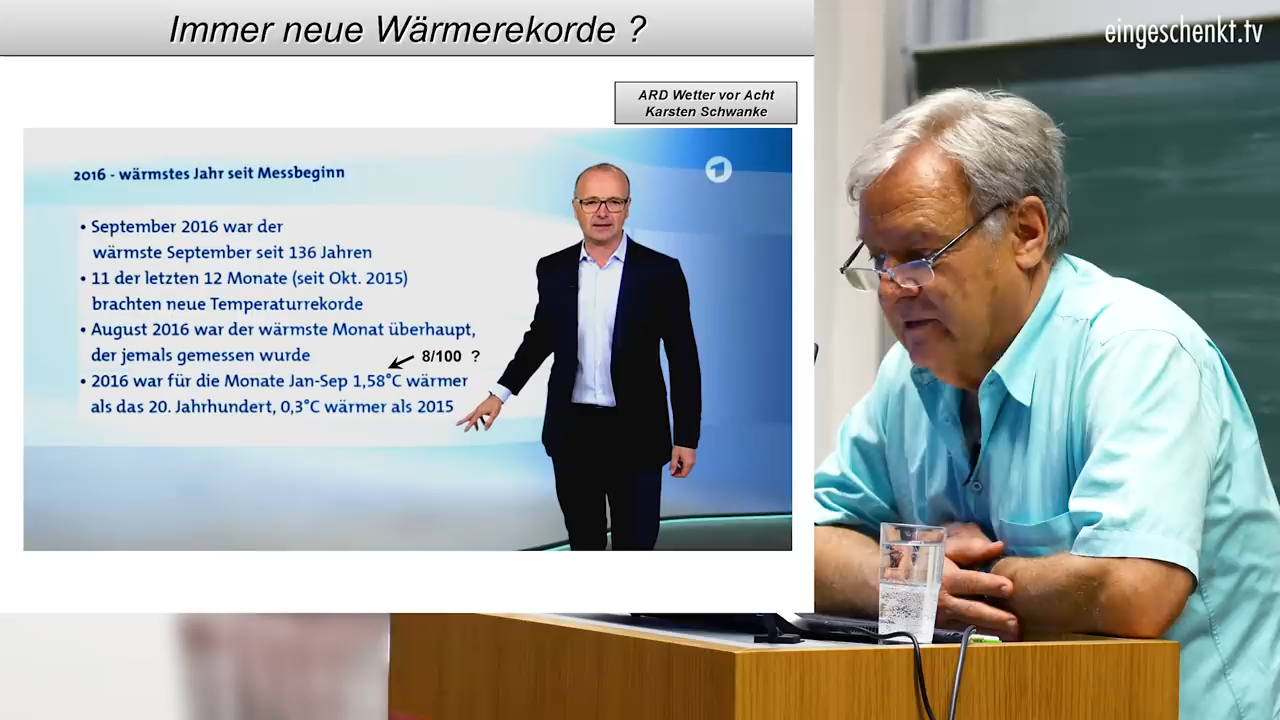 Immer neue Wärmerekorde ?
eingeschenkt.tv
ARD Wetter vor Acht
Karsten Schwanke
2016 - wärmstes Jahr seit Messbeginn
• September 2016 war der
wärmste September seit 136 Jahren
• 11 der letzten 12 Monate (seit Okt. 2015)
brachten neue Temperaturrekorde
• August 2016 war der wärmste Monat überhaupt,
der jemals gemessen wurde
8/100 ?
• 2016 war für die Monate Jan-Sep 1,58°C wärmer
als das 20. Jahrhundert, 0,3°C wärmer als 2015